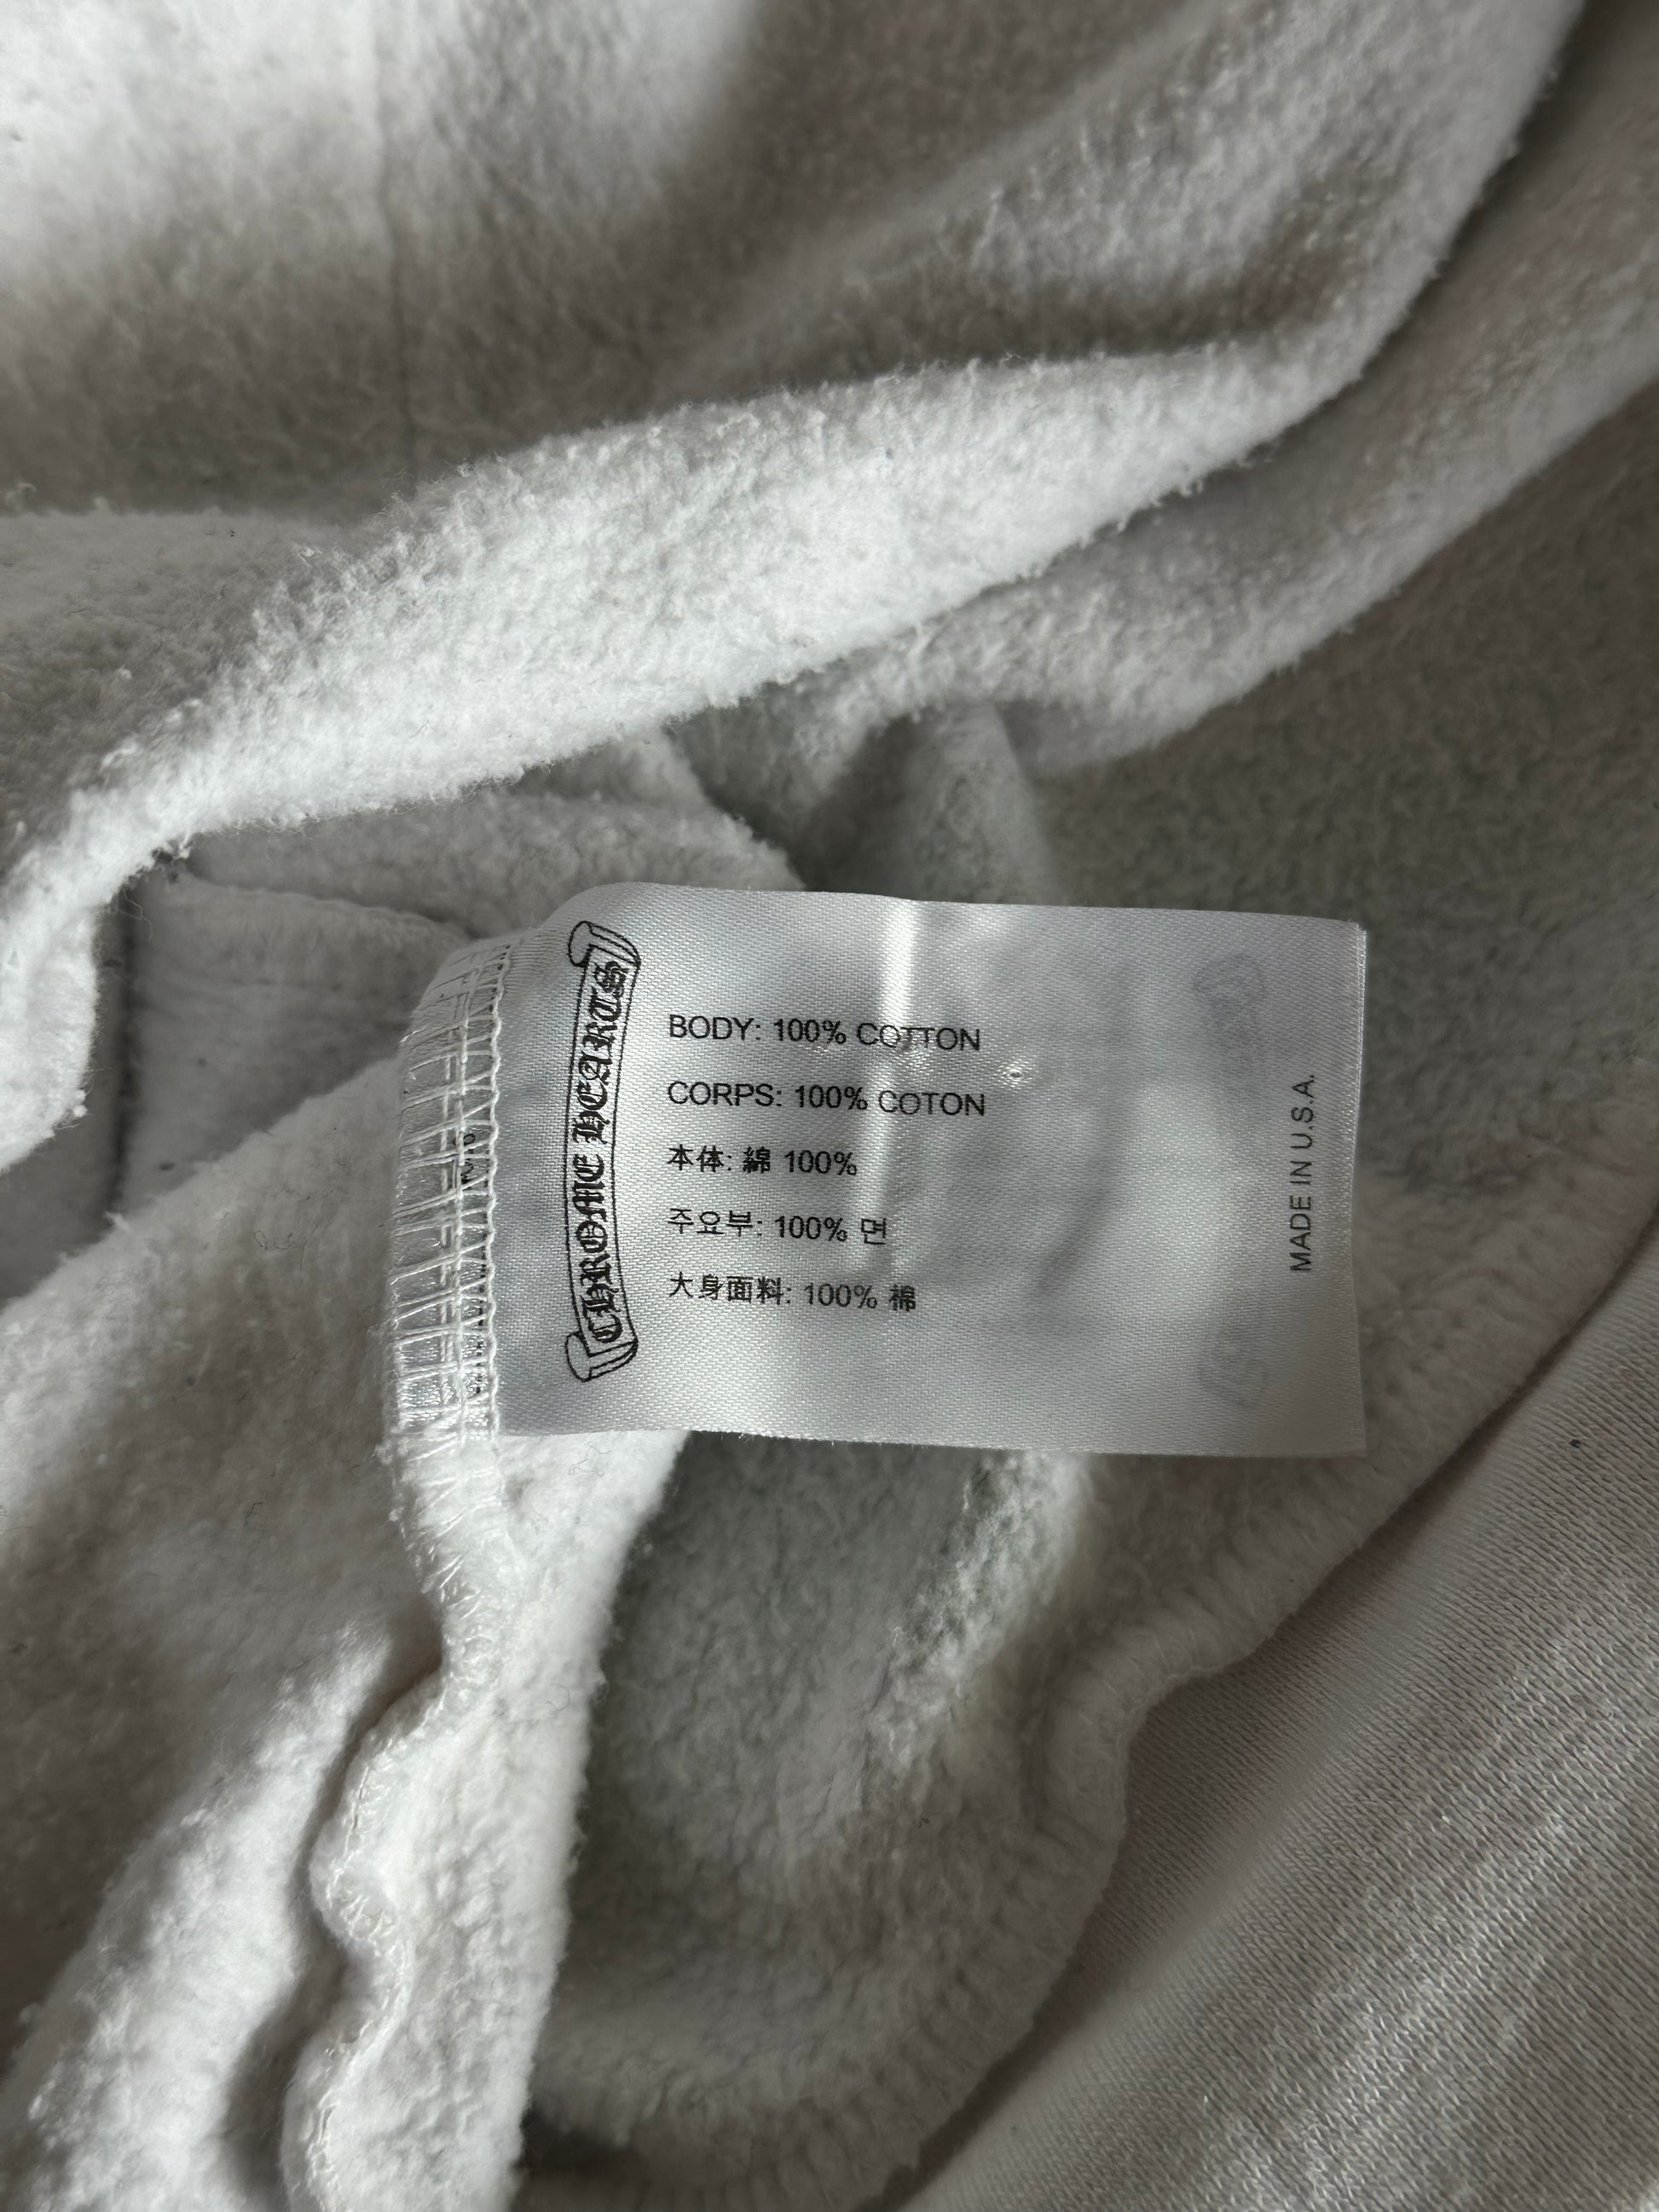 CHROME HEARTS
BODY: 100% COTTON
CORPS: 100% COTON
本体: 綿 100%
주요부: 100% 면
大身面料: 100% 棉
MADE IN U.S.A.